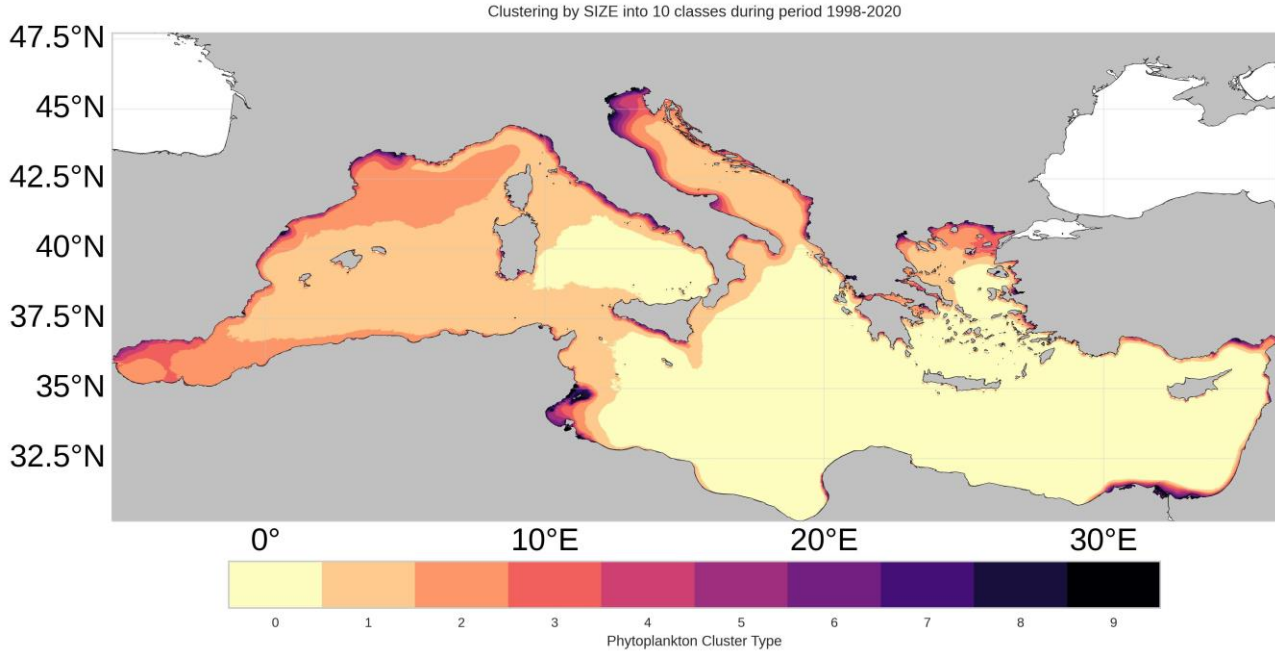 Clustering by SIZE into 10 classes during period 1998-2020
47.5°N
45°N
42.5°N
40°N
37.5°N
35°N
32.5°N
0° 10°E 20°E 30°E
0 1 2 3 4 5 6 7 8 9
Phytoplankton Cluster Type